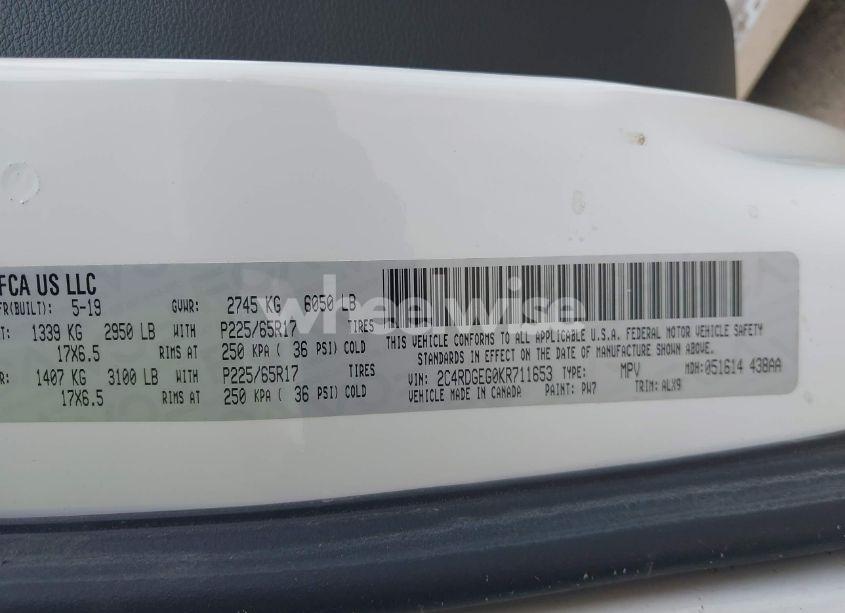 FCA US LLC
FR(BUILT): 5-19 GVWR: 2745 KG 6050 LB
T: 1339 KG 2950 LB WITH P225/65R17 TIRES
17X6.5 RIMS AT 250 KPA ( 36 PSI) COLD
R: 1407 KG 3100 LB WITH P225/65R17 TIRES
17X6.5 RIMS AT 250 KPA ( 36 PSI) COLD
THIS VEHICLE CONFORMS TO ALL APPLICABLE U.S.A. FEDERAL MOTOR VEHICLE SAFETY
STANDARDS IN EFFECT ON THE DATE OF MANUFACTURE SHOWN ABOVE.
VIN: 2C4RDGEG0KR711653 TYPE: MPV MDH: 051614 438AA
VEHICLE MADE IN CANADA PAINT: PW7 TRIM: ALX9
wheelwise